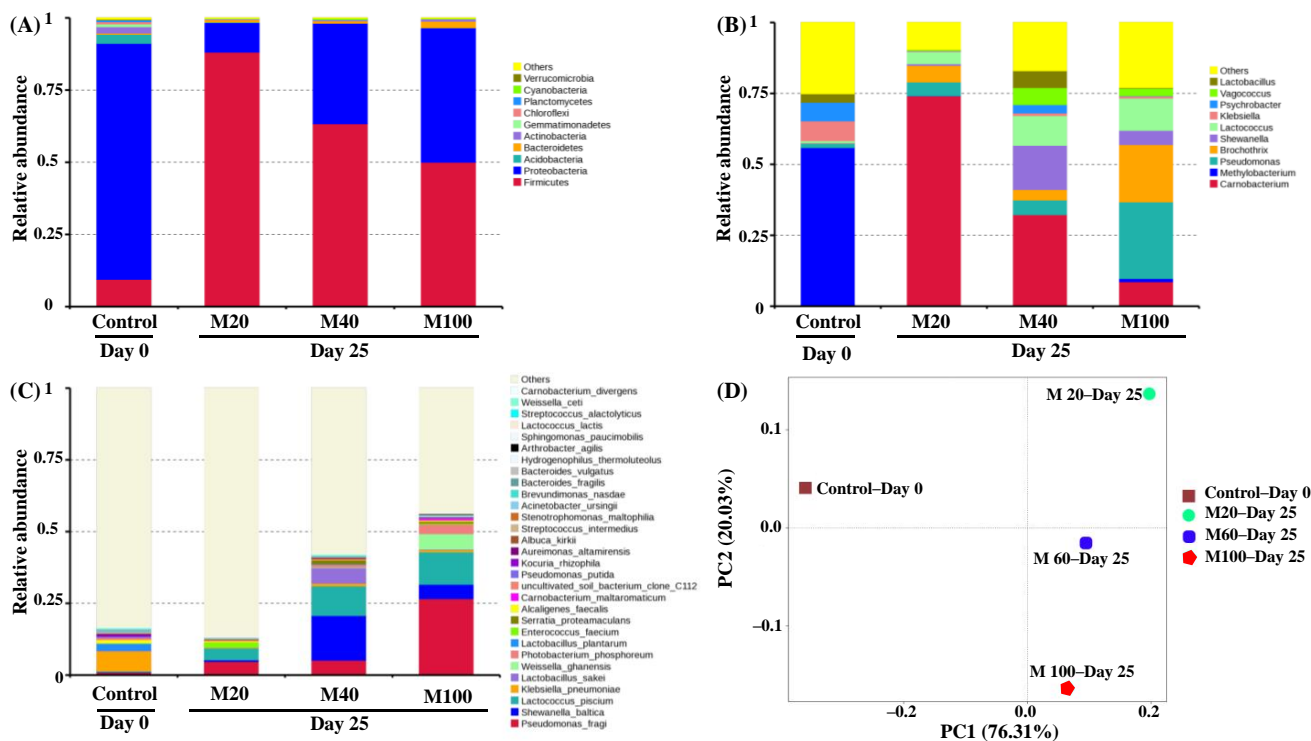 (A)
Relative abundance
1
0.75
0.5
0.25
0
Control
M20
M40
M100
Day 0
Day 25
Others
Verrucomicrobia
Cyanobacteria
Planctomycetes
Chloroflexi
Gemmatimonadetes
Actinobacteria
Bacteroidetes
Acidobacteria
Proteobacteria
Firmicutes
(B)
Relative abundance
1
0.75
0.5
0.25
0
Control
M20
M40
M100
Day 0
Day 25
Others
Lactobacillus
Vagococcus
Psychrobacter
Klebsiella
Lactococcus
Shewanella
Brochothrix
Pseudomonas
Methylobacterium
Carnobacterium
(C)
Relative abundance
1
0.75
0.5
0.25
0
Control
M20
M40
M100
Day 0
Day 25
Others
Carnobacterium_divergens
Weissella_ceti
Streptococcus_alactolyticus
Lactococcus_lactis
Sphingomonas_paucimobilis
Arthrobacter_agilis
Hydrogenophilus_thermoluteolus
Bacteroides_vulgatus
Bacteroides_fragilis
Brevundimonas_nasdae
Acinetobacter_ursingii
Stenotrophomonas_maltophilia
Streptococcus_intermedius
Albuca_kirkii
Aureimonas_altamirensis
Kocuria_rhizophila
Pseudomonas_putida
uncultivated_soil_bacterium_clone_C112
Carnobacterium_maltaromaticum
Alcaligenes_faecalis
Serratia_proteamaculans
Enterococcus_faecium
Lactobacillus_plantarum
Photobacterium_phosphoreum
Weissella_ghanensis
Lactobacillus_sakei
Klebsiella_pneumoniae
Lactococcus_piscium
Shewanella_baltica
Pseudomonas_fragi
(D)
PC2 (20.03%)
0.1
0.0
−0.1
M 20–Day 25
Control–Day 0
M 60–Day 25
M 100–Day 25
−0.2
0.0
0.2
PC1 (76.31%)
Control–Day 0
M20–Day 25
M60–Day 25
M100–Day 25